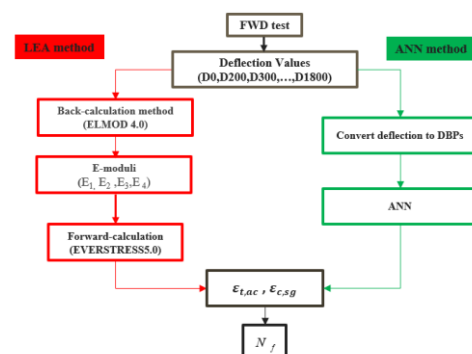 FWD test
LEA method
ANN method
Deflection Values
(D0,D200,D300,…,D1800)
Back-calculation method
(ELMOD 4.0)
Convert deflection to DBPs
E-moduli
(E1, E2 ,E3,E4)
ANN
Forward-calculation
(EVERSTRESS5.0)
εt,ac , εc,sg
Nf